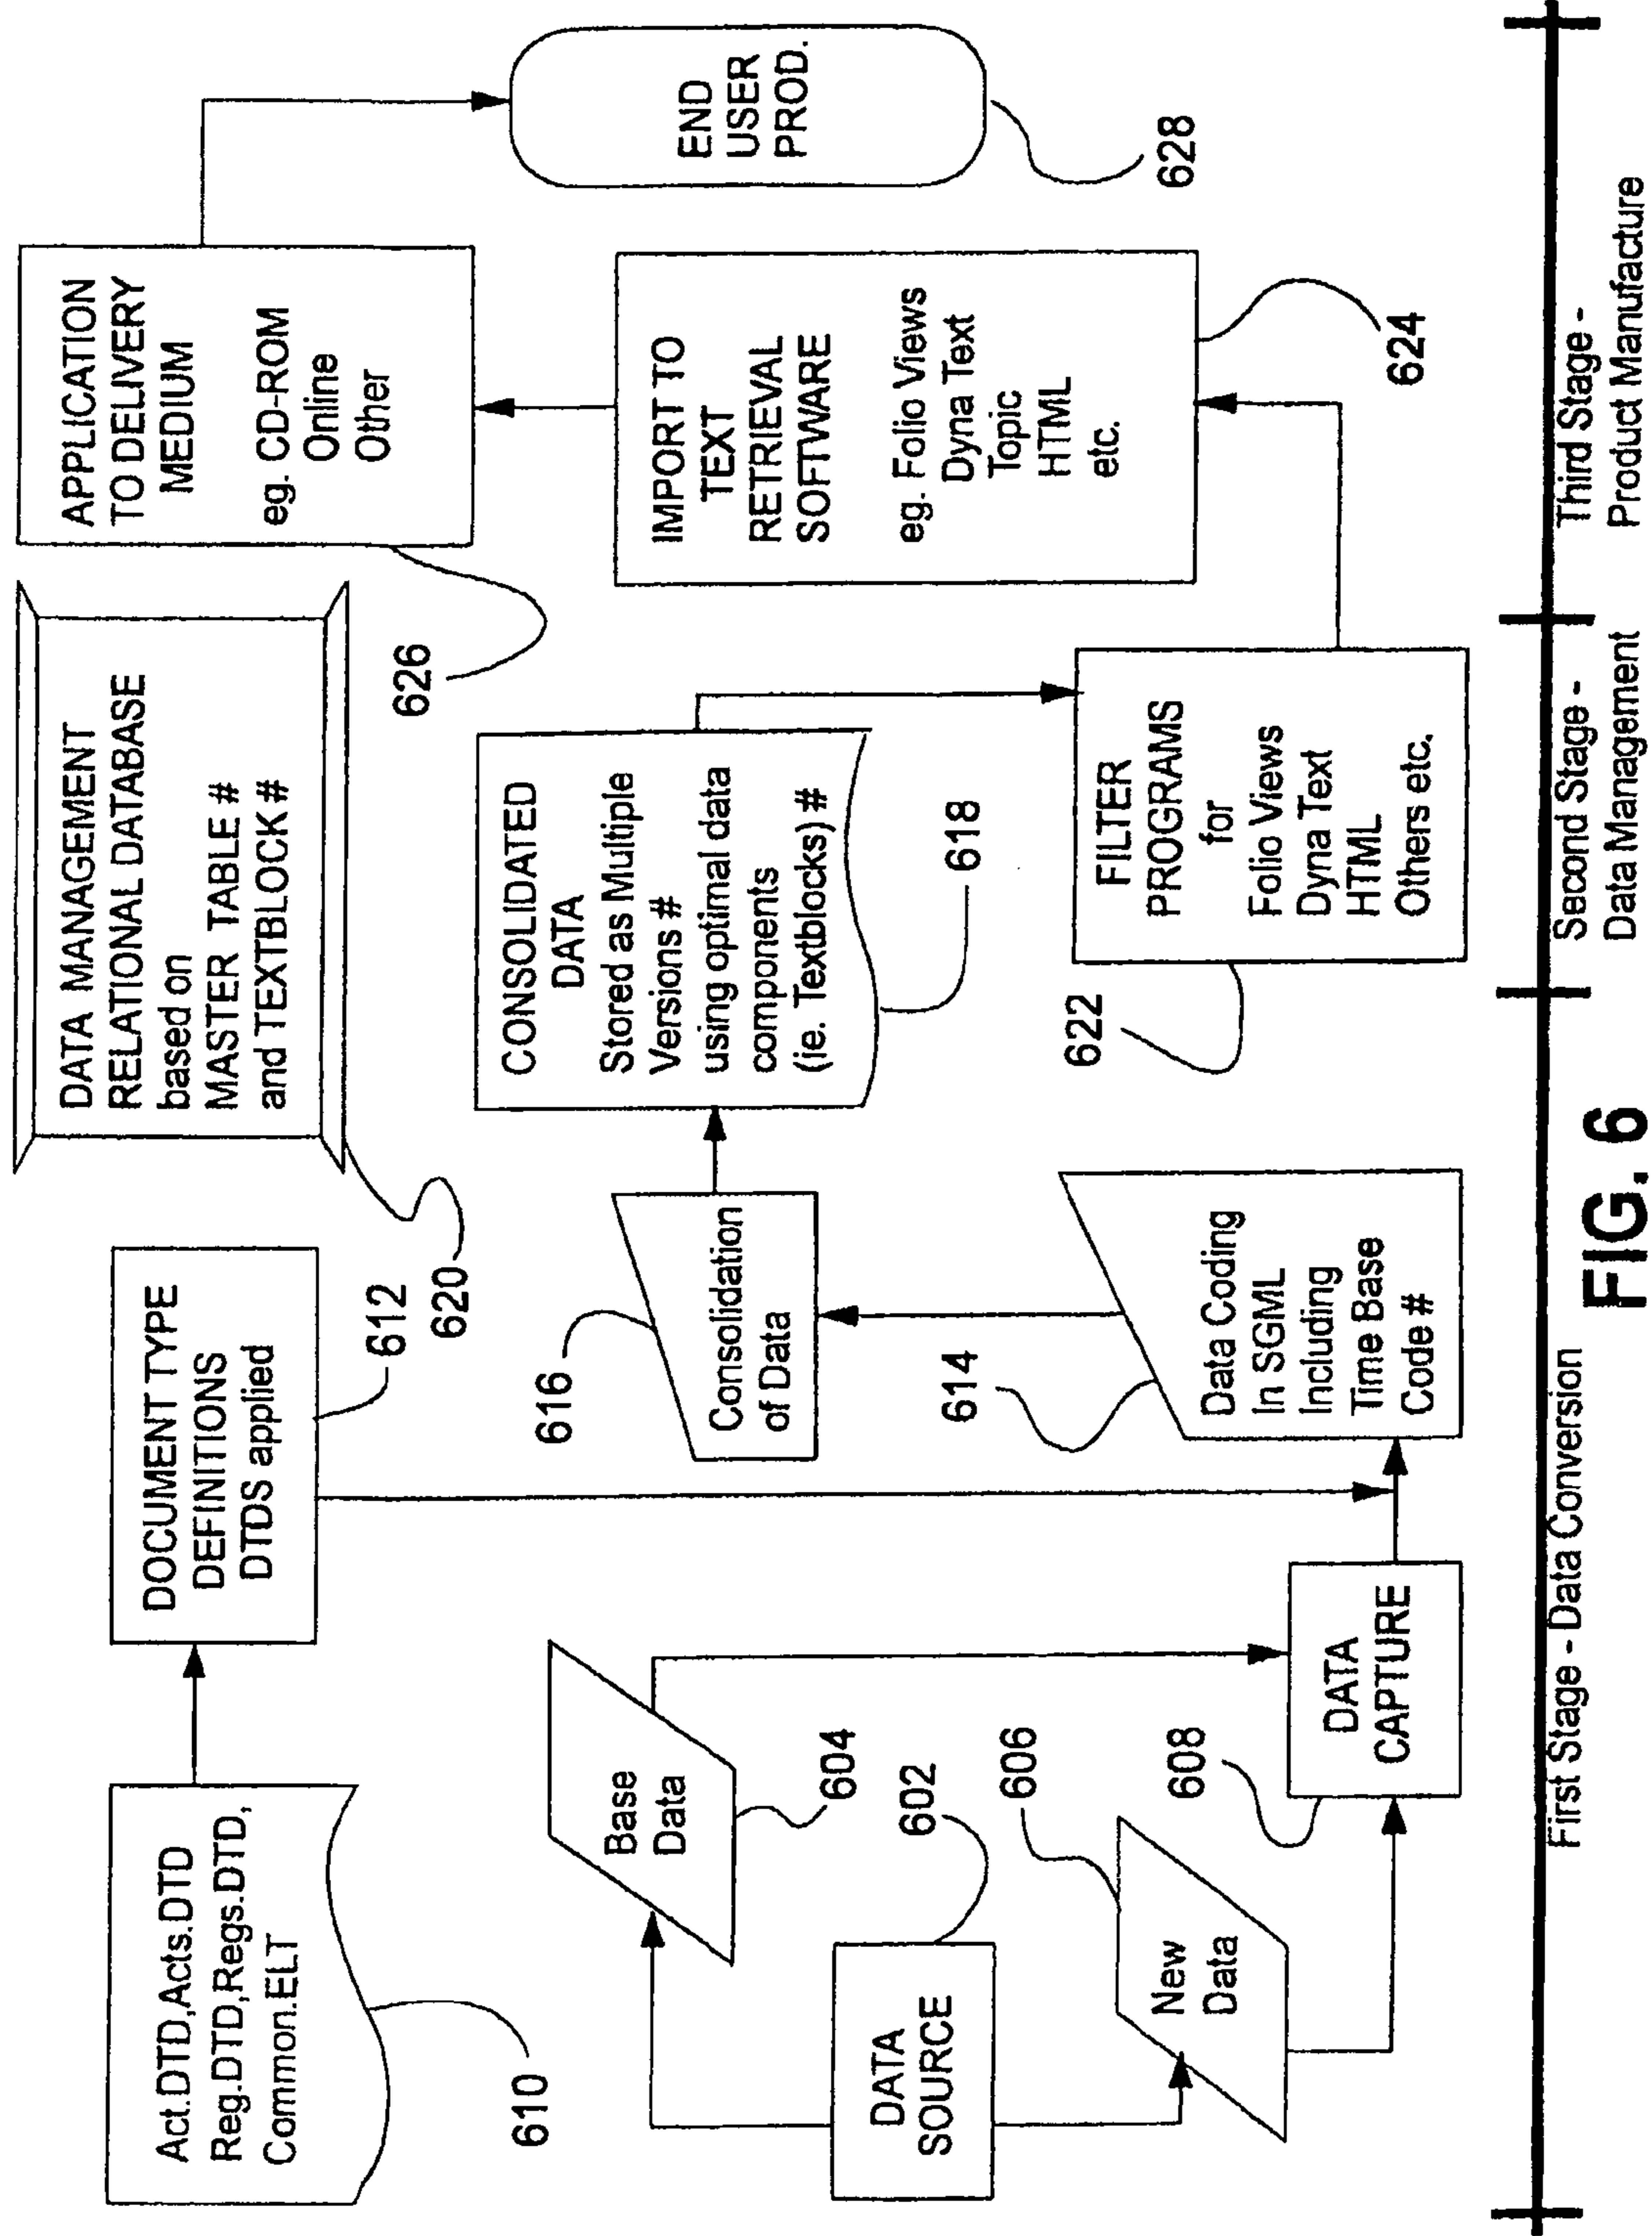 Act.DTD,Acts.DTD
Reg.DTD,Regs.DTD,
Common.ELT
610
DOCUMENT TYPE
DEFINITIONS
DTDS applied
612
DATA MANAGEMENT
RELATIONAL DATABASE
based on
MASTER TABLE #
and TEXTBLOCK #
620
APPLICATION
TO DELIVERY
MEDIUM
eg. CD-ROM
Online
Other
626
END
USER
PROD.
628
Base
Data
604
DATA
SOURCE
602
New
Data
606
DATA
CAPTURE
608
Consolidation
of Data
616
Data Coding
In SGML
Including
Time Base
Code #
614
CONSOLIDATED
DATA
Stored as Multiple
Versions #
using optimal data
components
(ie. Textblocks) #
618
FILTER
PROGRAMS
for
Folio Views
Dyna Text
HTML
Others etc.
622
IMPORT TO
TEXT
RETRIEVAL
SOFTWARE
eg. Folio Views
Dyna Text
Topic
HTML
etc.
624
First Stage - Data Conversion
Second Stage -
Data Management
Third Stage -
Product Manufacture
FIG. 6